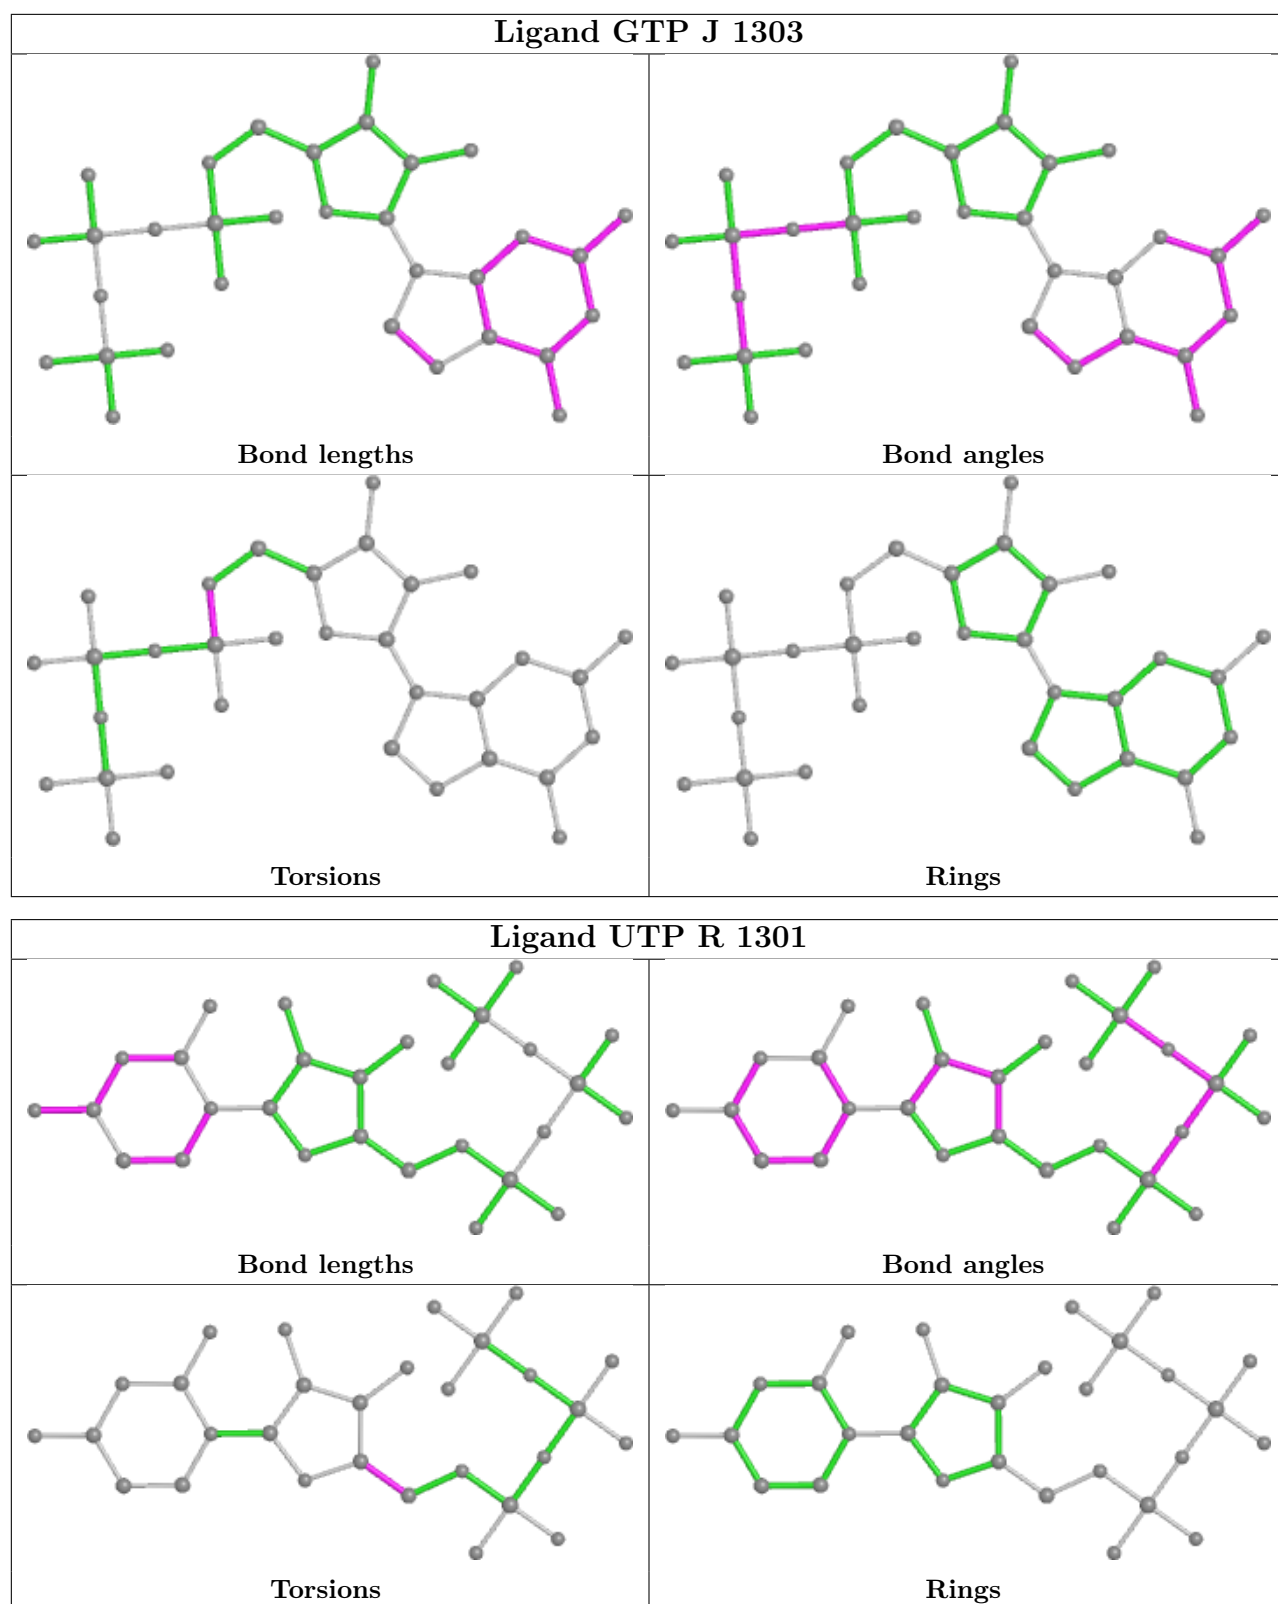 Ligand GTP J 1303
Bond lengths
Bond angles
Torsions
Rings
Ligand UTP R 1301
Bond lengths
Bond angles
Torsions
Rings